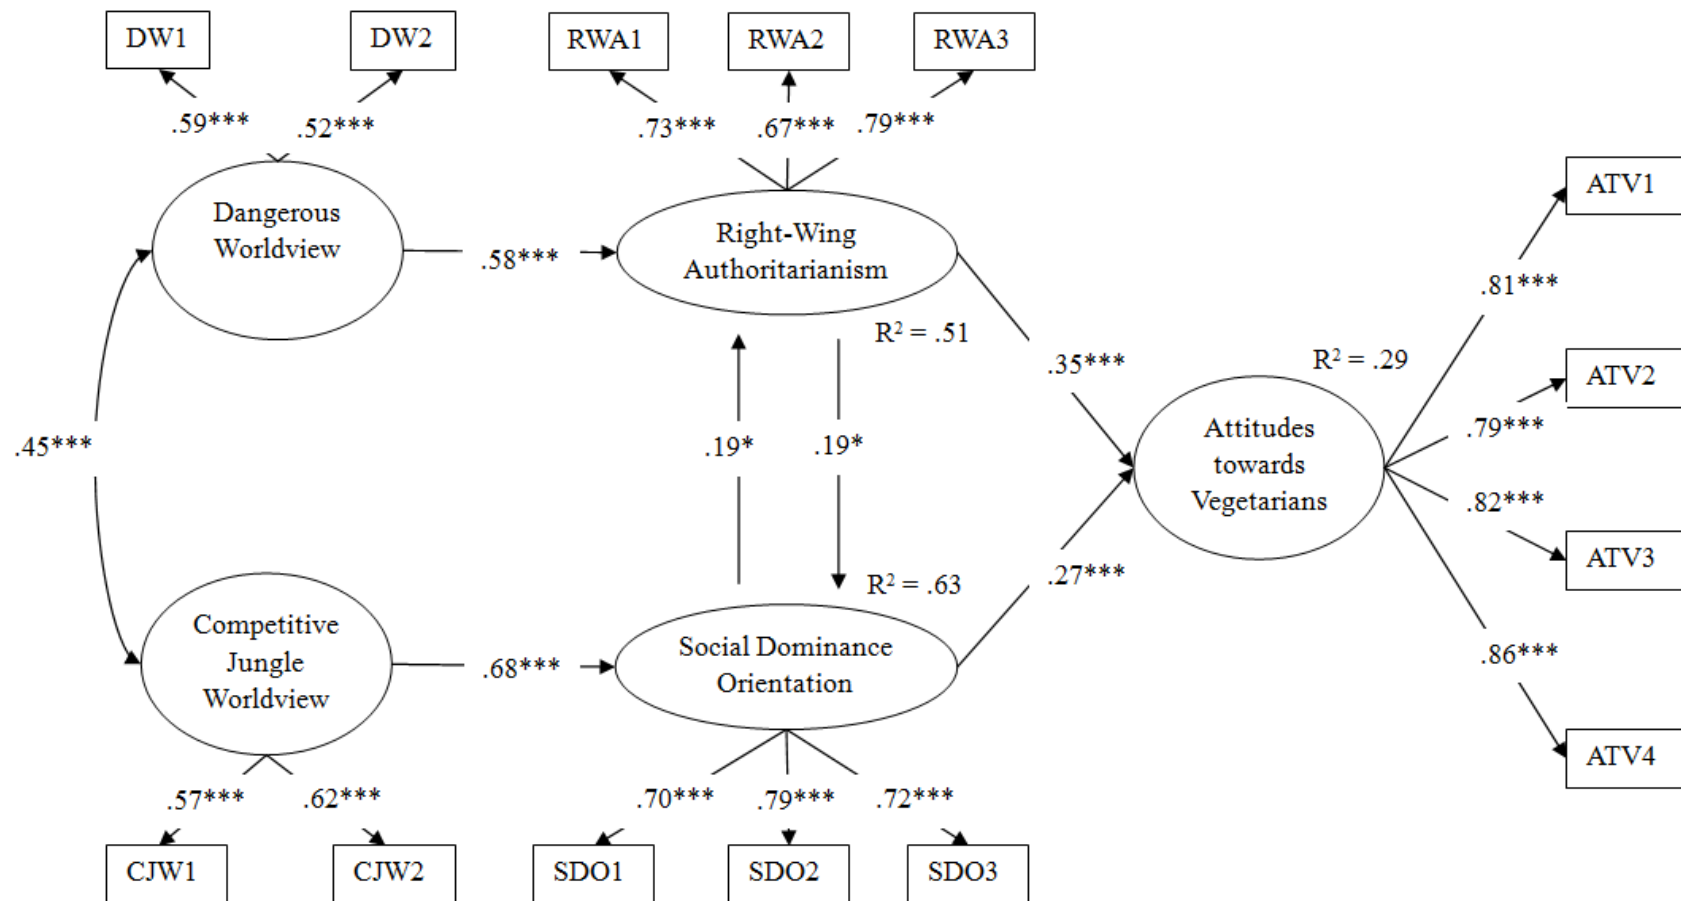 DW1
DW2
RWA1
RWA2
RWA3
.59***
.52***
.73***
.67***
.79***
Dangerous
Worldview
.58***
Right-Wing
Authoritarianism
R² = .51
ATV1
.81***
.35***
R² = .29
ATV2
.79***
.45***
.19*
.19*
Attitudes
towards
Vegetarians
.82***
ATV3
R² = .63
.27***
Competitive
Jungle
Worldview
.68***
Social Dominance
Orientation
.86***
ATV4
.57***
.62***
.70***
.79***
.72***
CJW1
CJW2
SDO1
SDO2
SDO3